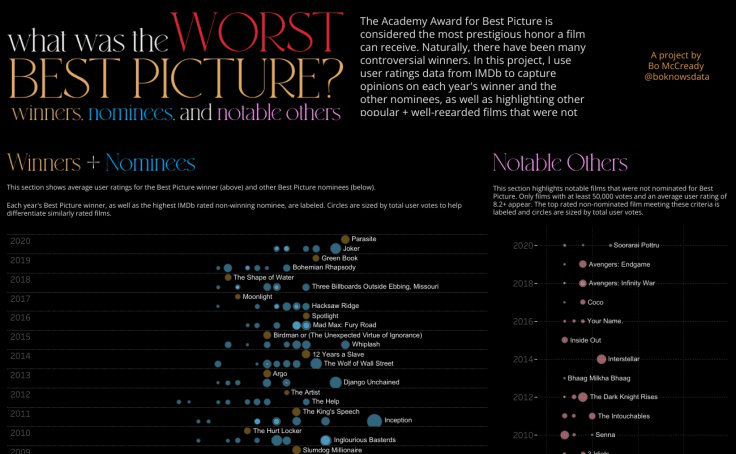 what was the WORST
BEST PICTURE?
winners, nominees, and notable others
The Academy Award for Best Picture is
considered the most prestigious honor a film
can receive. Naturally, there have been many
controversial winners. In this project, I use
user ratings data from IMDb to capture
opinions on each year's winner and the
other nominees, as well as highlighting other
popular + well-regarded films that were not
A project by
Bo McCready
@boknowsdata
Winners + Nominees
This section shows average user ratings for the Best Picture winner (above) and other Best Picture nominees (below).
Each year's Best Picture winner, as well as the highest IMDb rated non-winning nominee, are labeled. Circles are sized by total user votes to help
differentiate similarly rated films.
2020
Parasite
Joker
2019
Green Book
Bohemian Rhapsody
2018
The Shape of Water
Three Billboards Outside Ebbing, Missouri
2017
Moonlight
Hacksaw Ridge
2016
Spotlight
Mad Max: Fury Road
2015
Birdman or (The Unexpected Virtue of Ignorance)
Whiplash
2014
12 Years a Slave
The Wolf of Wall Street
2013
Argo
Django Unchained
2012
The Artist
The Help
2011
The King's Speech
Inception
2010
The Hurt Locker
Inglourious Basterds
2009
Slumdog Millionaire
Notable Others
This section highlights notable films that were not nominated for Best
Picture. Only films with at least 50,000 votes and an average user rating of
8.2+ appear. The top rated non-nominated film meeting these criteria is
labeled and circles are sized by total user votes.
2020
Soorarai Pottru
Avengers: Endgame
2018
Avengers: Infinity War
Coco
2016
Your Name.
Inside Out
2014
Interstellar
Bhaag Milkha Bhaag
2012
The Dark Knight Rises
The Intouchables
2010
Senna
3 Idiots